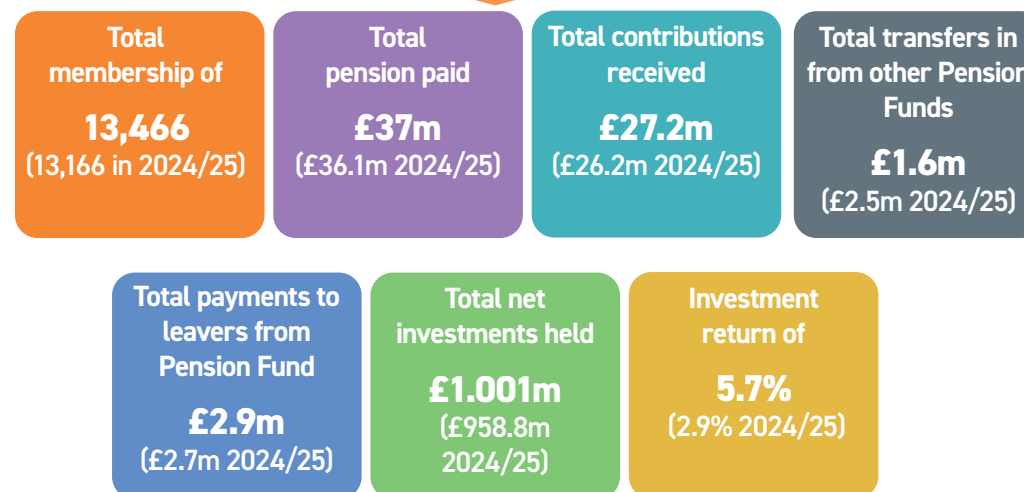 Total
membership of
13,466
(13,166 in 2024/25)
Total
pension paid
£37m
(£36.1m 2024/25)
Total contributions
received
£27.2m
(£26.2m 2024/25)
Total transfers in
from other Pension
Funds
£1.6m
(£2.5m 2024/25)
Total payments to
leavers from
Pension Fund
£2.9m
(£2.7m 2024/25)
Total net
investments held
£1.001m
(£958.8m
2024/25)
Investment
return of
5.7%
(2.9% 2024/25)